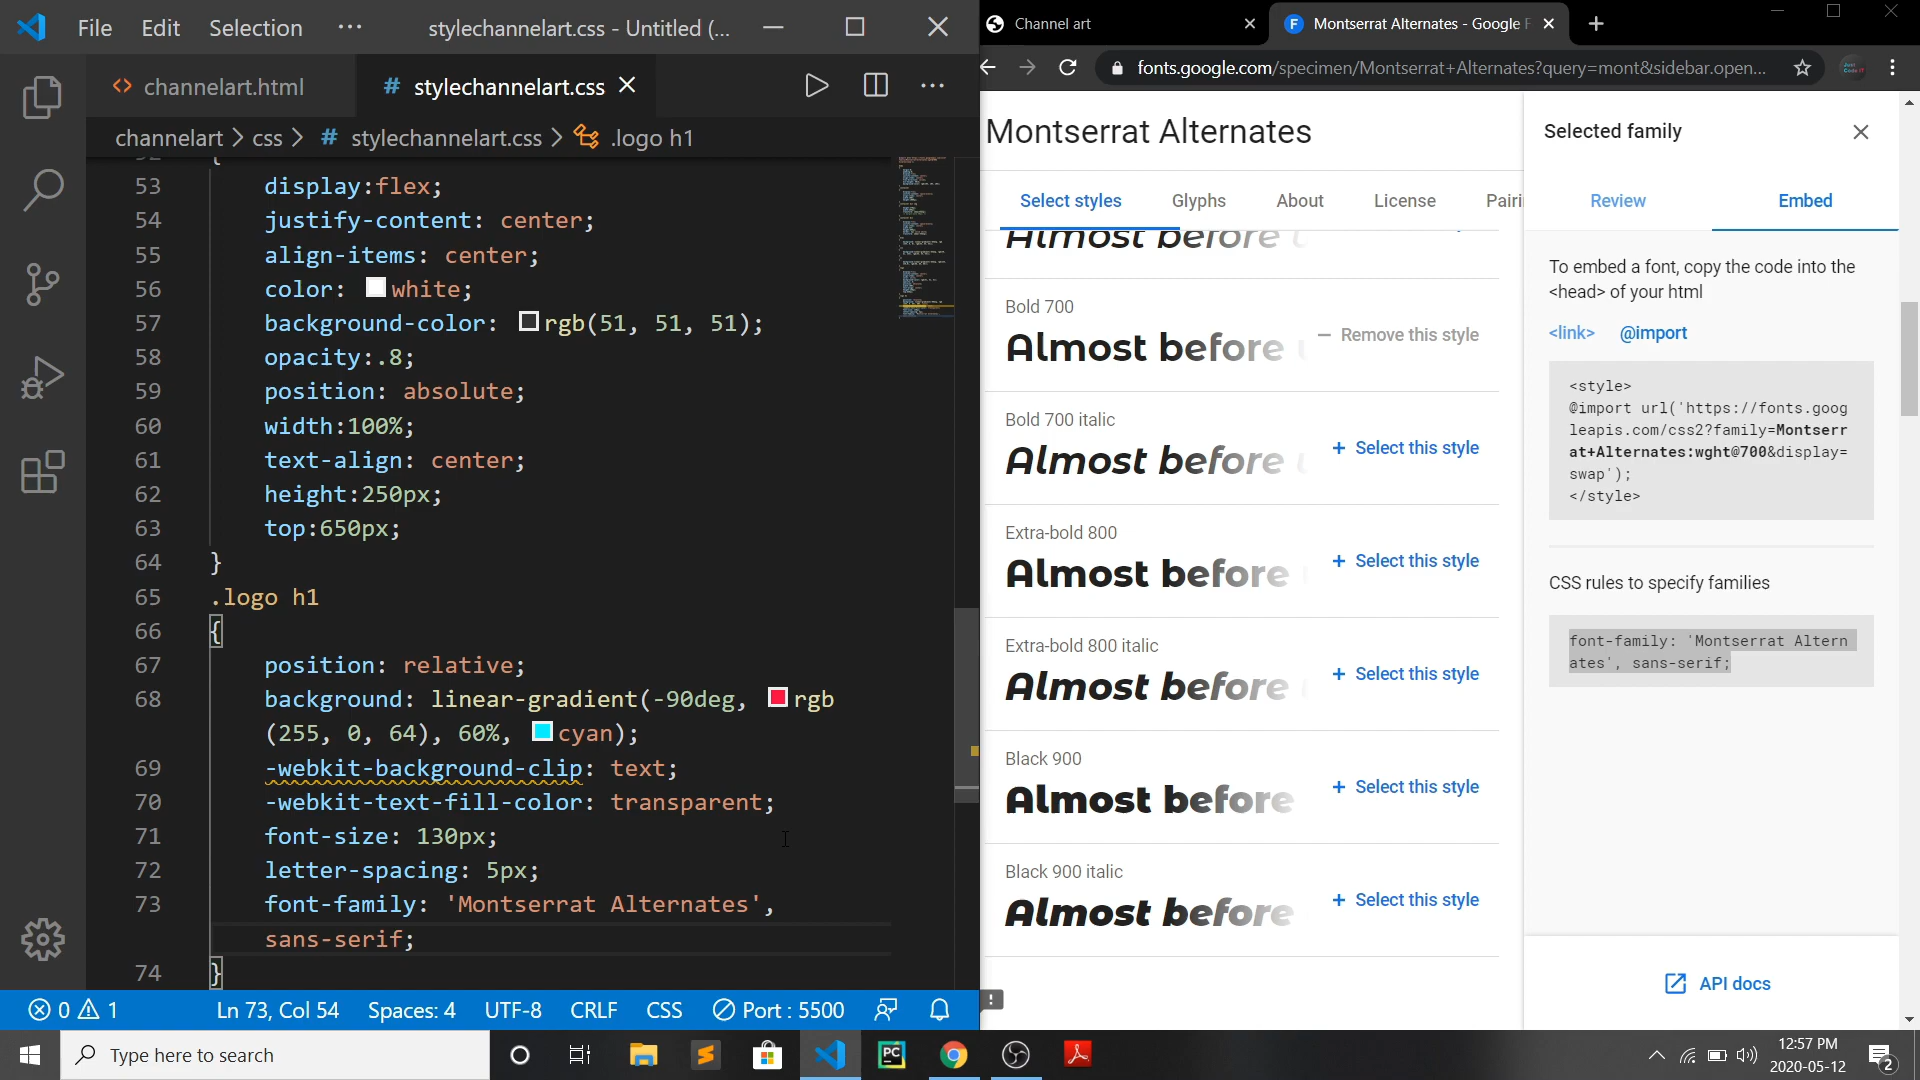 File Edit Selection ··· stylechannelart.css - Untitled (...
channelart.html # stylechannelart.css
channelart > css > # stylechannelart.css > .logo h1
53 display:flex;
54 justify-content: center;
55 align-items: center;
56 color: white;
57 background-color: rgb(51, 51, 51);
58 opacity:.8;
59 position: absolute;
60 width:100%;
61 text-align: center;
62 height:250px;
63 top:650px;
64 }
65 .logo h1
66 {
67 position: relative;
68 background: linear-gradient(-90deg, rgb
(255, 0, 64), 60%, cyan);
69 -webkit-background-clip: text;
70 -webkit-text-fill-color: transparent;
71 font-size: 130px;
72 letter-spacing: 5px;
73 font-family: 'Montserrat Alternates',
sans-serif;
74 }
0 1 Ln 73, Col 54 Spaces: 4 UTF-8 CRLF CSS Port : 5500
Channel art
Montserrat Alternates - Google F
fonts.google.com/specimen/Montserrat+Alternates?query=mont&sidebar.open...
Montserrat Alternates
Select styles Glyphs About License Pairi
Almost before u
Bold 700
Almost before u
Remove this style
Bold 700 italic
Almost before u
+ Select this style
Extra-bold 800
Almost before
+ Select this style
Extra-bold 800 italic
Almost before
+ Select this style
Black 900
Almost before
+ Select this style
Black 900 italic
Almost before
+ Select this style
Selected family
Review Embed
To embed a font, copy the code into the
<head> of your html
<link> @import
<style>
@import url('https://fonts.goog
leapis.com/css2?family=Montserr
at+Alternates:wght@700&display=
swap');
</style>
CSS rules to specify families
font-family: 'Montserrat Altern
ates', sans-serif;
API docs
Type here to search
PC
12:57 PM
2020-05-12
2